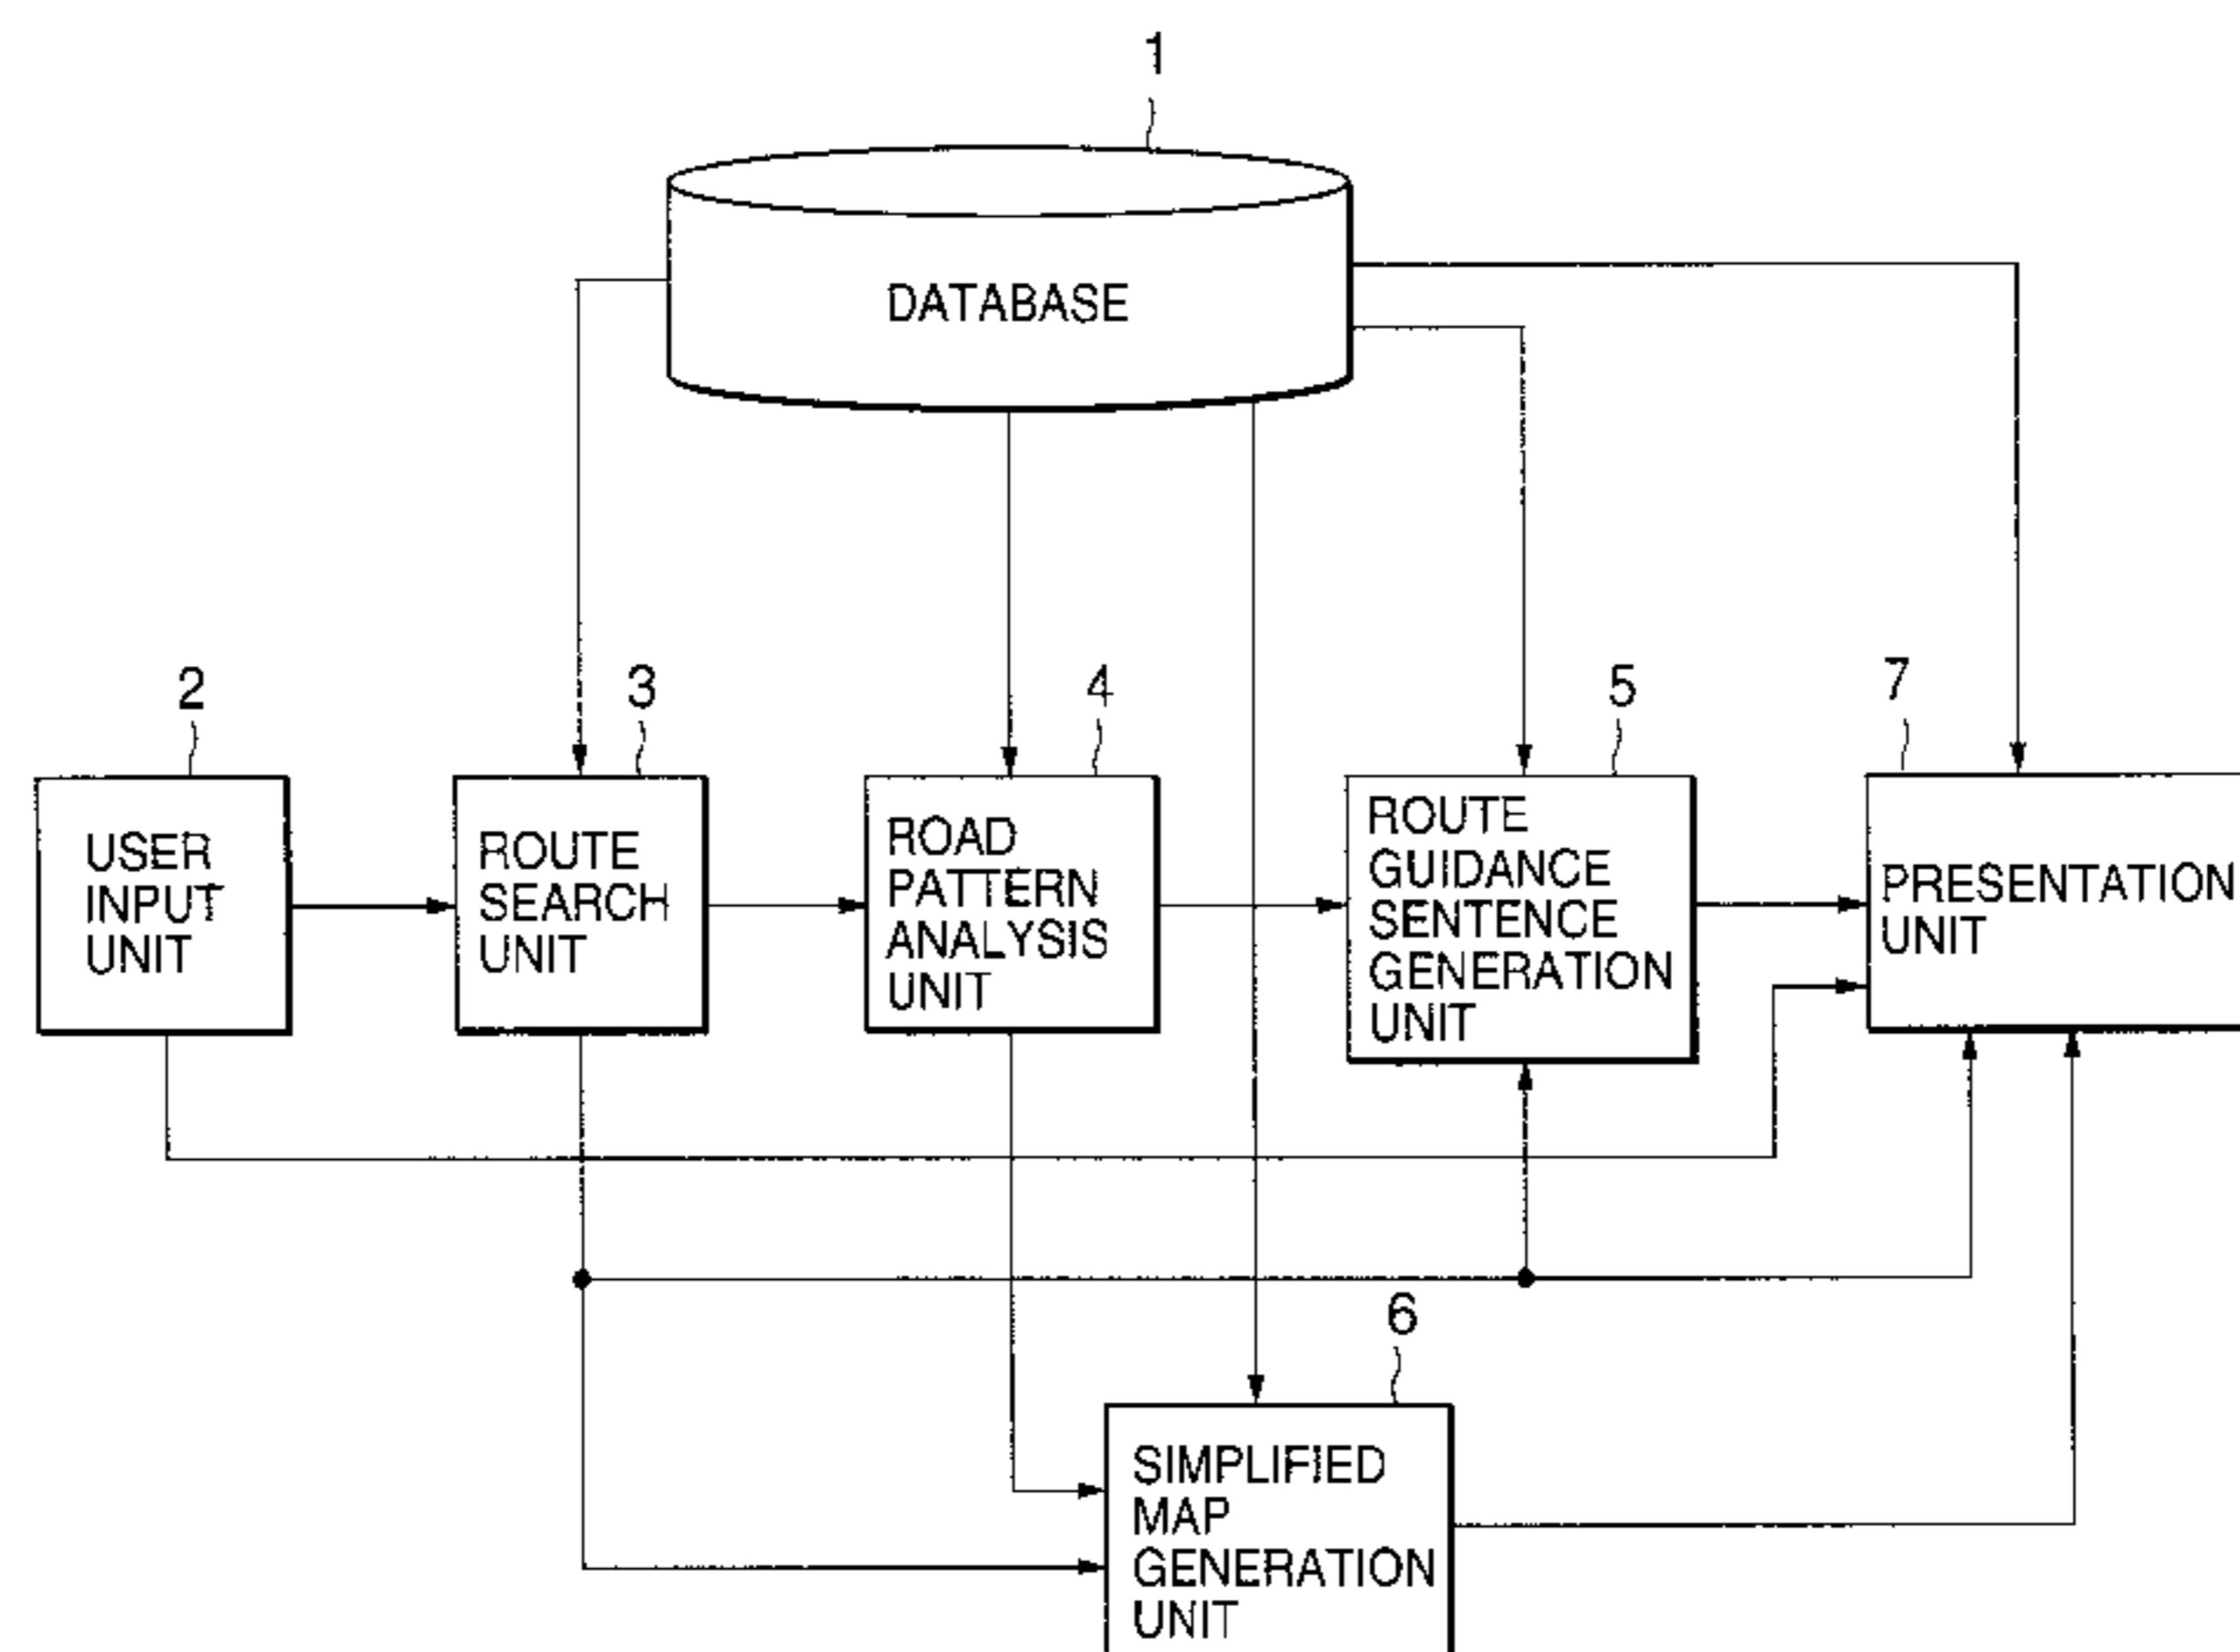 1
DATABASE
2
3
4
5
7
USER
INPUT
UNIT
ROUTE
SEARCH
UNIT
ROAD
PATTERN
ANALYSIS
UNIT
ROUTE
GUIDANCE
SENTENCE
GENERATION
UNIT
PRESENTATION
UNIT
6
SIMPLIFIED
MAP
GENERATION
UNIT